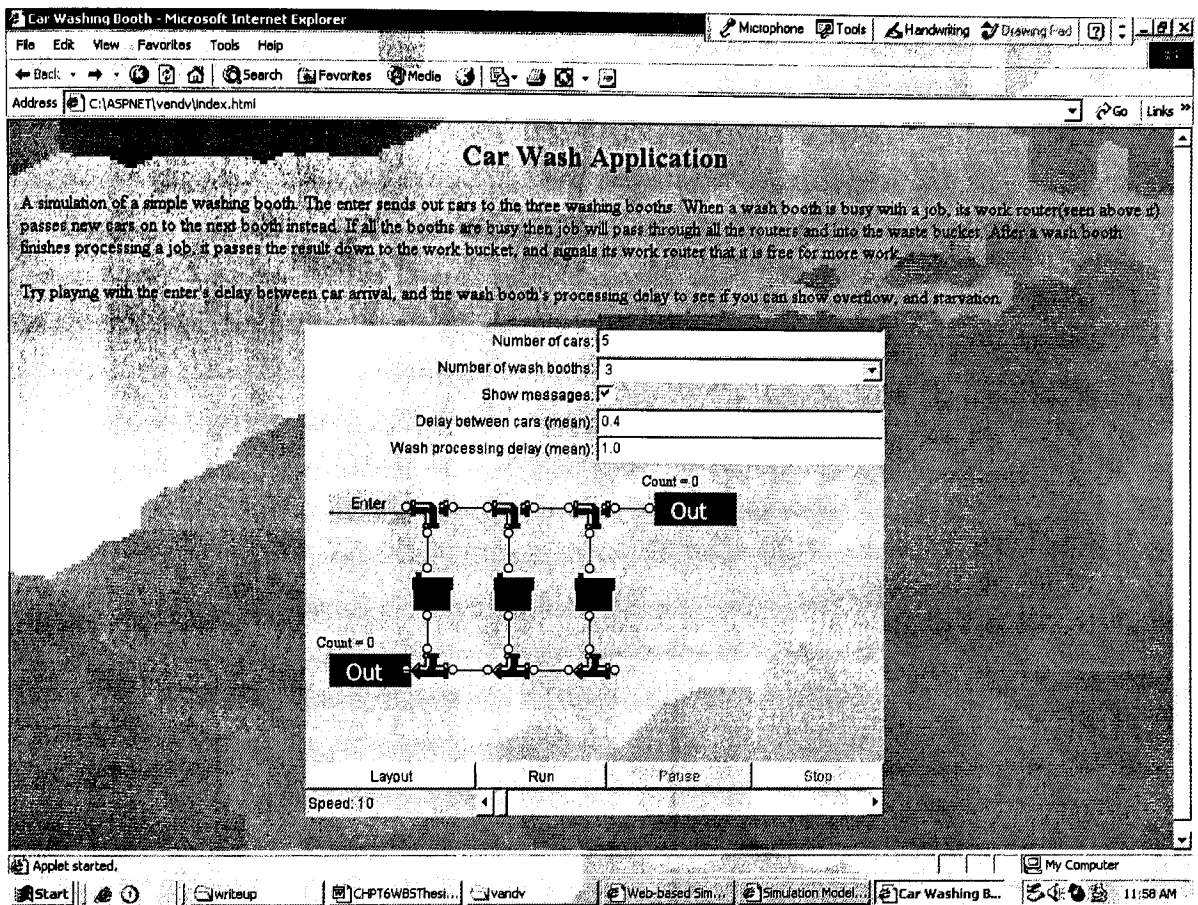 Car Washing Booth - Microsoft Internet Explorer
Microphone Tools Handwriting Drawing Pad
File Edit View Favorites Tools Help
Back Search Favorites Media
Address C:\ASPNET\vandv\index.html Go Links »
Car Wash Application
A simulation of a simple washing booth. The enter sends out cars to the three washing booths. When a wash booth is busy with a job, its work router(seen above it)
passes new cars on to the next booth instead. If all the booths are busy then job will pass through all the routers and into the waste bucket. After a wash booth
finishes processing a job, it passes the result down to the work bucket, and signals its work router that it is free for more work.
Try playing with the enter's delay between car arrival, and the wash booth's processing delay to see if you can show overflow, and starvation.
Number of cars: 5
Number of wash booths: 3
Show messages:
Delay between cars (mean): 0.4
Wash processing delay (mean): 1.0
Count = 0
Enter
Out
Count = 0
Out
Layout Run Pause Stop
Speed: 10
Applet started. My Computer
Start writeup CHPT6WBSThesi... vandv Web-based Sim... Simulation Model... Car Washing B... 11:58 AM